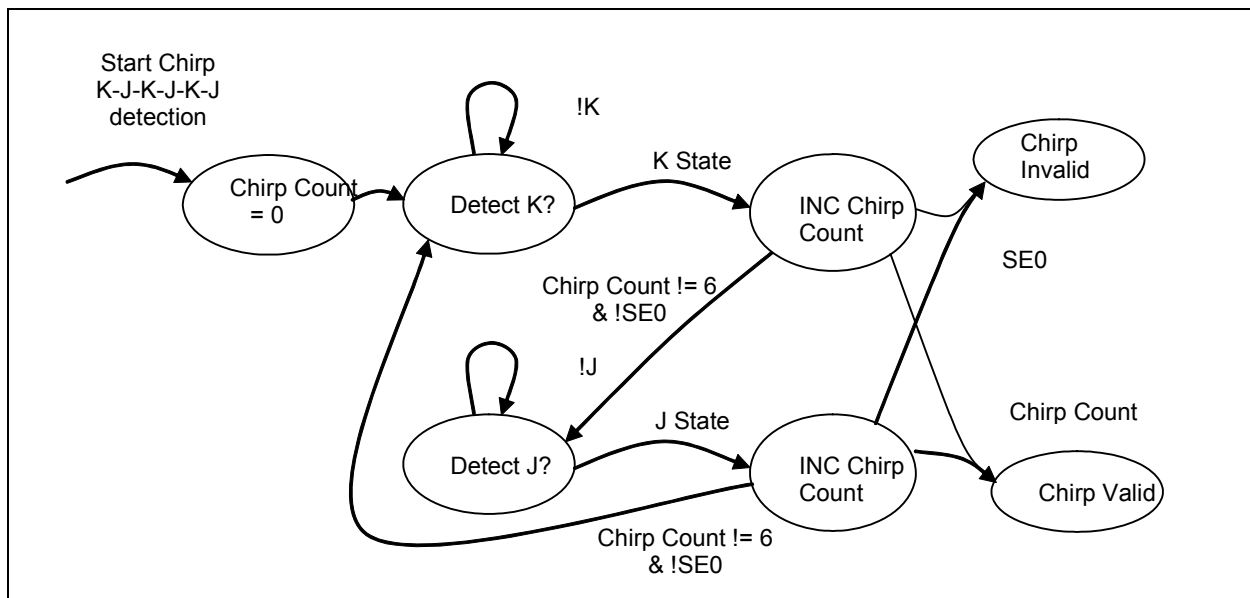 Start Chirp
K-J-K-J-K-J
detection
!K
Chirp Count
= 0
Detect K?
K State
INC Chirp
Count
Chirp
Invalid
SE0
Chirp Count != 6
& !SE0
!J
Detect J?
J State
INC Chirp
Count
Chirp Count
Chirp Valid
Chirp Count != 6
& !SE0